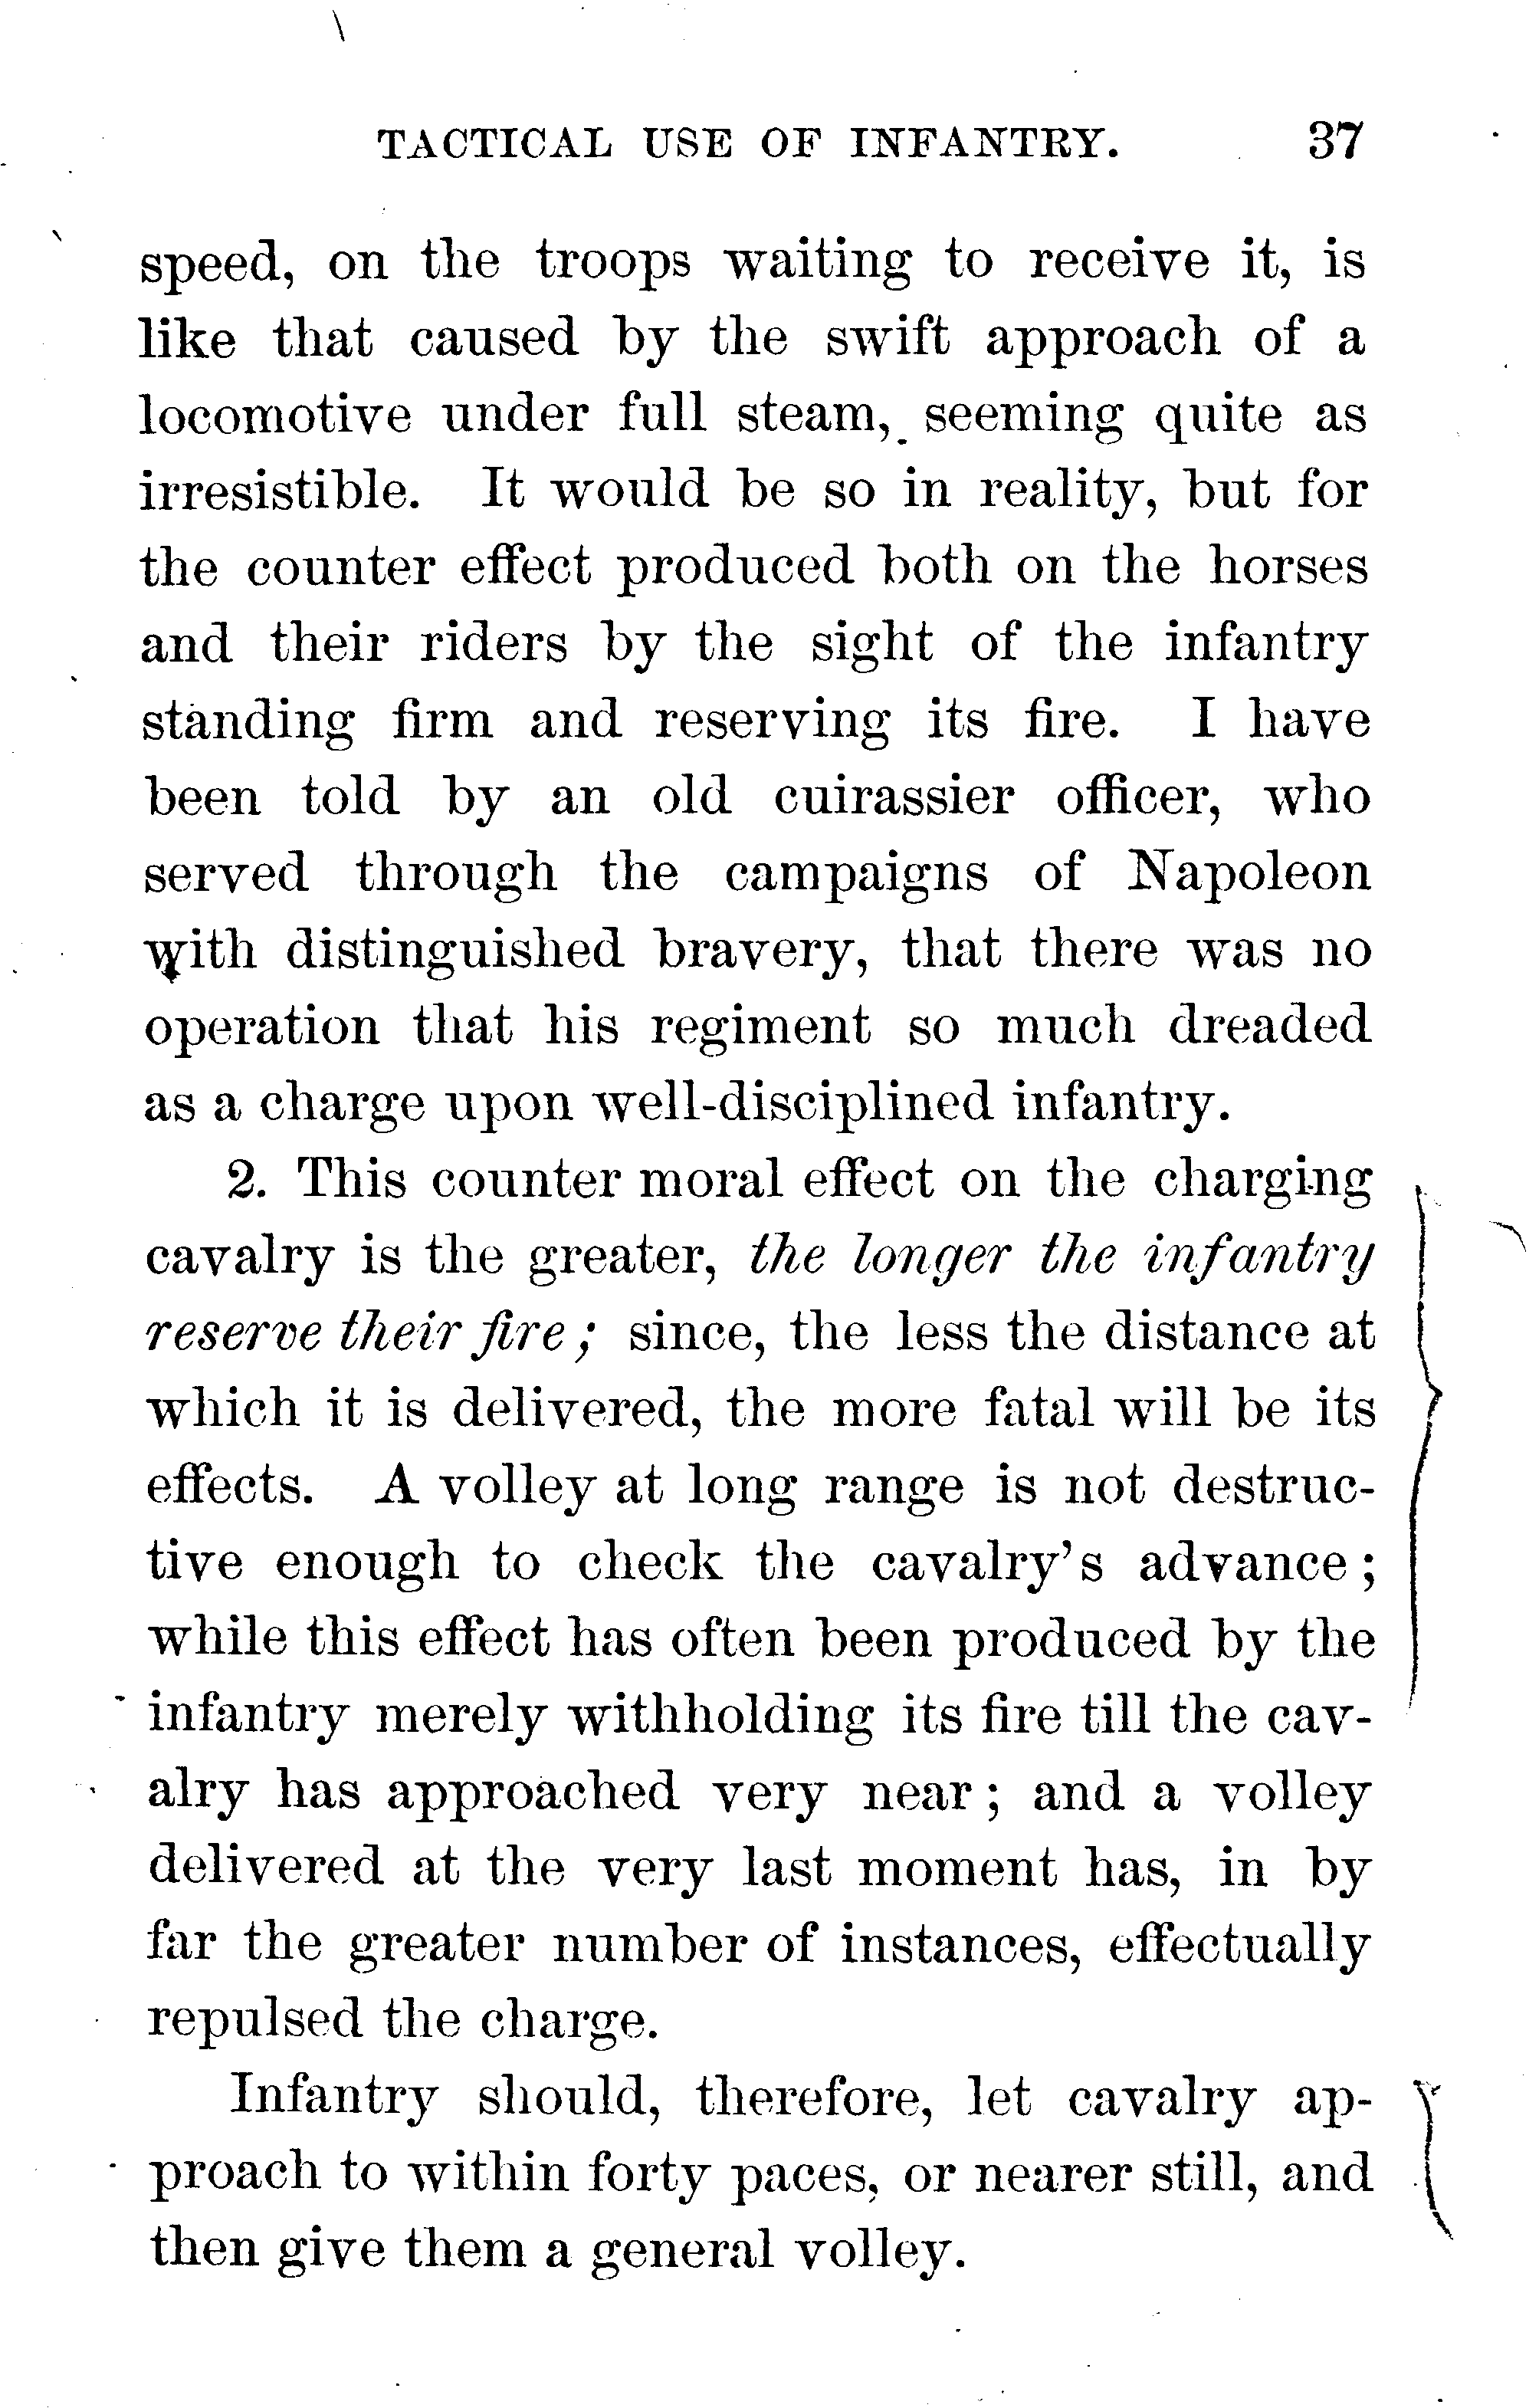 TACTICAL USE OF INFANTRY. 37
speed, on the troops waiting to receive it, is
like that caused by the swift approach of a
locomotive under full steam, seeming quite as
irresistible. It would be so in reality, but for
the counter effect produced both on the horses
and their riders by the sight of the infantry
standing firm and reserving its fire. I have
been told by an old cuirassier officer, who
served through the campaigns of Napoleon
with distinguished bravery, that there was no
operation that his regiment so much dreaded
as a charge upon well-disciplined infantry.
2. This counter moral effect on the charging
cavalry is the greater, the longer the infantry
reserve their fire; since, the less the distance at
which it is delivered, the more fatal will be its
effects. A volley at long range is not destruc-
tive enough to check the cavalry's advance;
while this effect has often been produced by the
infantry merely withholding its fire till the cav-
alry has approached very near; and a volley
delivered at the very last moment has, in by
far the greater number of instances, effectually
repulsed the charge.
Infantry should, therefore, let cavalry ap-
proach to within forty paces, or nearer still, and
then give them a general volley.